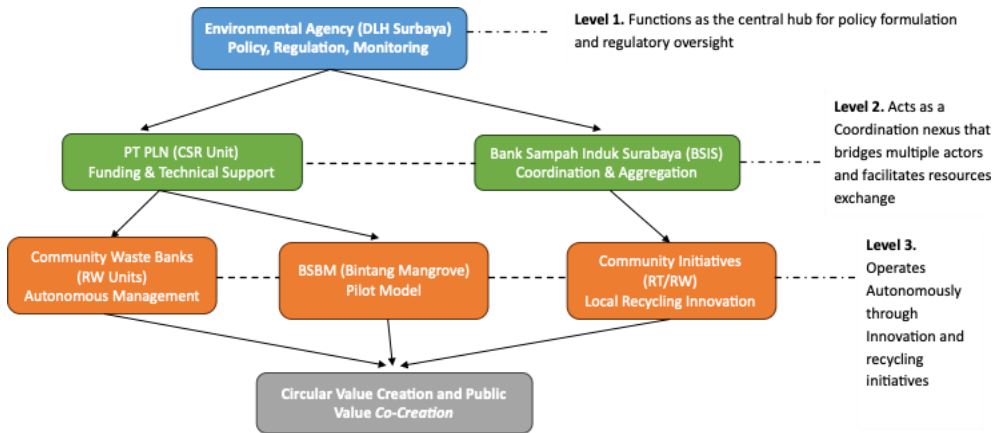 Environmental Agency (DLH Surbaya)
Policy, Regulation, Monitoring
Level 1. Functions as the central hub for policy formulation
and regulatory oversight
PT PLN (CSR Unit)
Funding & Technical Support
Bank Sampah Induk Surabaya (BSIS)
Coordination & Aggregation
Level 2. Acts as a
Coordination nexus that
bridges multiple actors
and facilitates resources
exchange
Community Waste Banks
(RW Units)
Autonomous Management
BSBM (Bintang Mangrove)
Pilot Model
Community Initiatives
(RT/RW)
Local Recycling Innovation
Level 3.
Operates
Autonomously
through
Innovation and
recycling
initiatives
Circular Value Creation and Public
Value Co-Creation